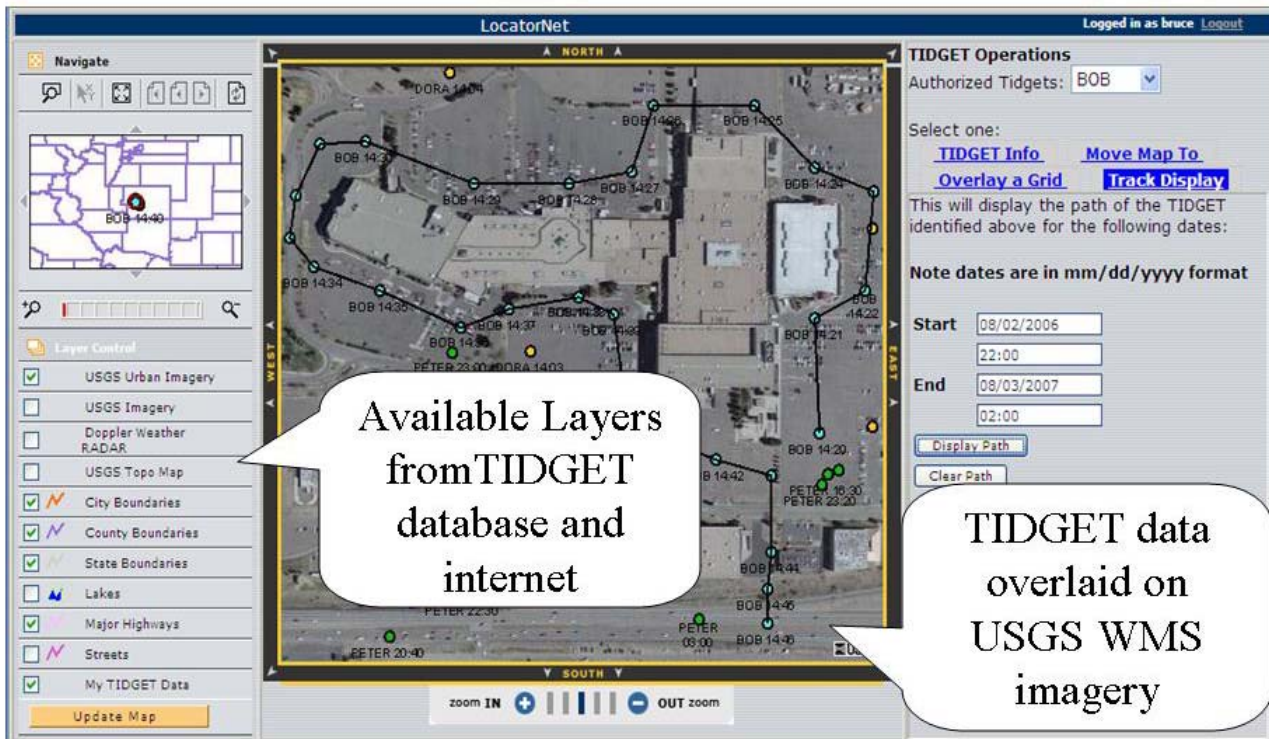 LocatorNet
Logged in as bruce Logout
Navigate
BOB 14:40
Layer Control
USGS Urban Imagery
USGS Imagery
Doppler Weather
RADAR
USGS Topo Map
City Boundaries
County Boundaries
State Boundaries
Lakes
Major Highways
Streets
My TIDGET Data
Update Map
NORTH
WEST
EAST
SOUTH
DORA 14:04
BOB 14:26
BOB 14:25
BOB 14:30
BOB 14:24
BOB 14:27
BOB 14:29
BOB 14:28
BOB 14:34
BOB 14:35
BOB
14:22
BOB 14:37
BOB 14:21
PETER 23:00
DORA 14:03
BOB 14:20
BOB 14:42
PETER 16:30
PETER 23:20
BOB 14:44
BOB 14:45
PETER 22:30
PETER
03:00
BOB 14:46
PETER 20:40
zoom IN
OUT zoom
Available Layers
fromTIDGET
database and
internet
TIDGET Operations
Authorized Tidgets: BOB
Select one:
TIDGET Info Move Map To
Overlay a Grid Track Display
This will display the path of the TIDGET
identified above for the following dates:
Note dates are in mm/dd/yyyy format
Start 08/02/2006
22:00
End 08/03/2007
02:00
Display Path
Clear Path
TIDGET data
overlaid on
USGS WMS
imagery